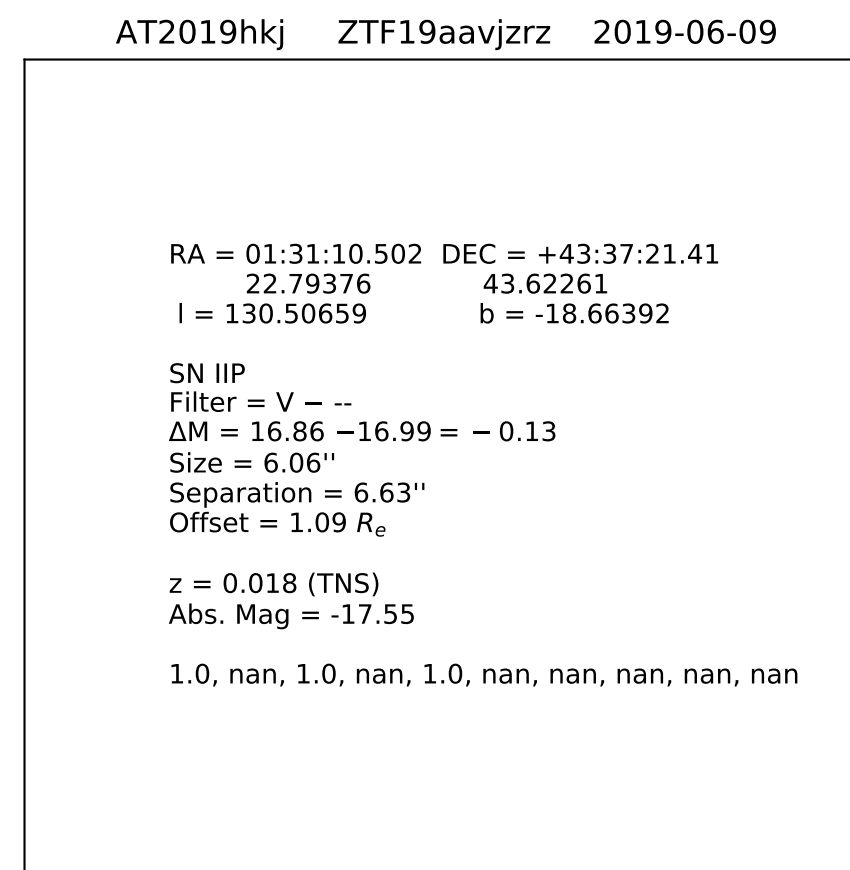 AT2019hkj ZTF19aavjzrz 2019-06-09
RA = 01:31:10.502 DEC = +43:37:21.41
22.79376 43.62261
l = 130.50659 b = -18.66392
SN IIP
Filter = V − --
ΔM = 16.86 −16.99 = − 0.13
Size = 6.06''
Separation = 6.63''
Offset = 1.09 Re
z = 0.018 (TNS)
Abs. Mag = -17.55
1.0, nan, 1.0, nan, 1.0, nan, nan, nan, nan, nan